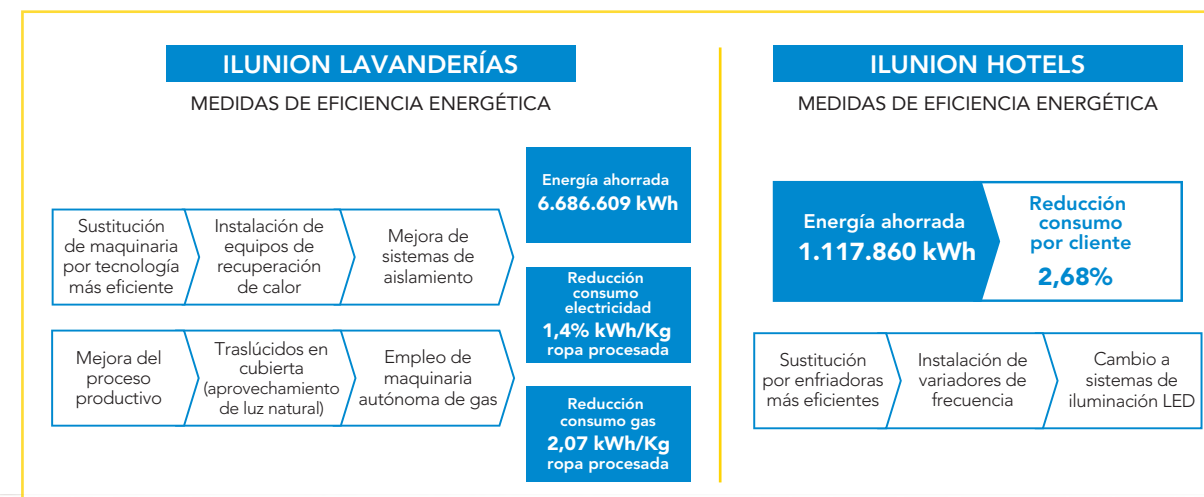 ILUNION LAVANDERÍAS
MEDIDAS DE EFICIENCIA ENERGÉTICA
Sustitución
de maquinaria
por tecnología
más eficiente
Instalación de
equipos de
recuperación
de calor
Mejora de
sistemas de
aislamiento
Mejora del
proceso
productivo
Traslúcidos en
cubierta
(aprovechamiento
de luz natural)
Empleo de
maquinaria
autónoma de gas
Energía ahorrada
6.686.609 kWh
Reducción
consumo
electricidad
1,4% kWh/Kg
ropa procesada
Reducción
consumo gas
2,07 kWh/Kg
ropa procesada
ILUNION HOTELS
MEDIDAS DE EFICIENCIA ENERGÉTICA
Energía ahorrada
1.117.860 kWh
Reducción
consumo
por cliente
2,68%
Sustitución
por enfriadoras
más eficientes
Instalación de
variadores de
frecuencia
Cambio a
sistemas de
iluminación LED